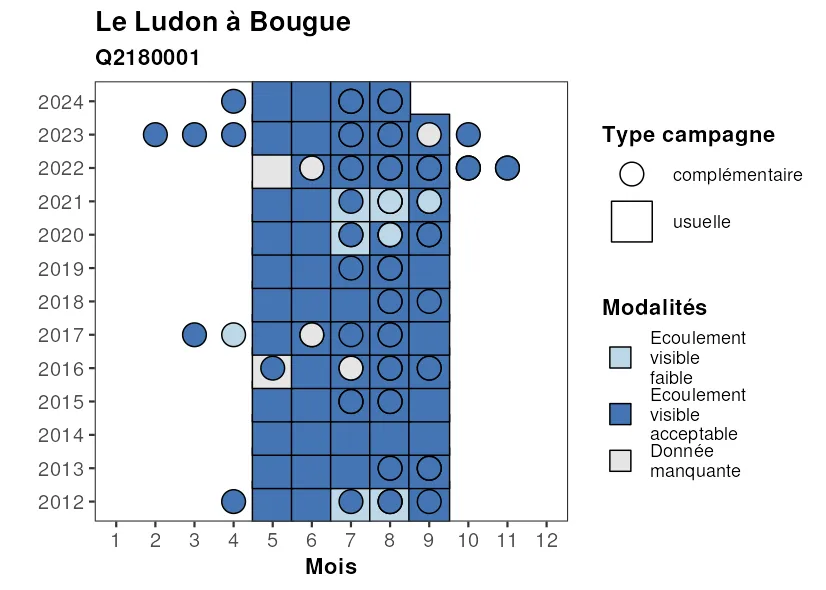 Le Ludon à Bougue
Q2180001
2024
2023
2022
2021
2020
2019
2018
2017
2016
2015
2014
2013
2012
1 2 3 4 5 6 7 8 9 10 11 12
Mois
Type campagne
complémentaire
usuelle
Modalités
Ecoulement
visible
faible
Ecoulement
visible
acceptable
Donnée
manquante